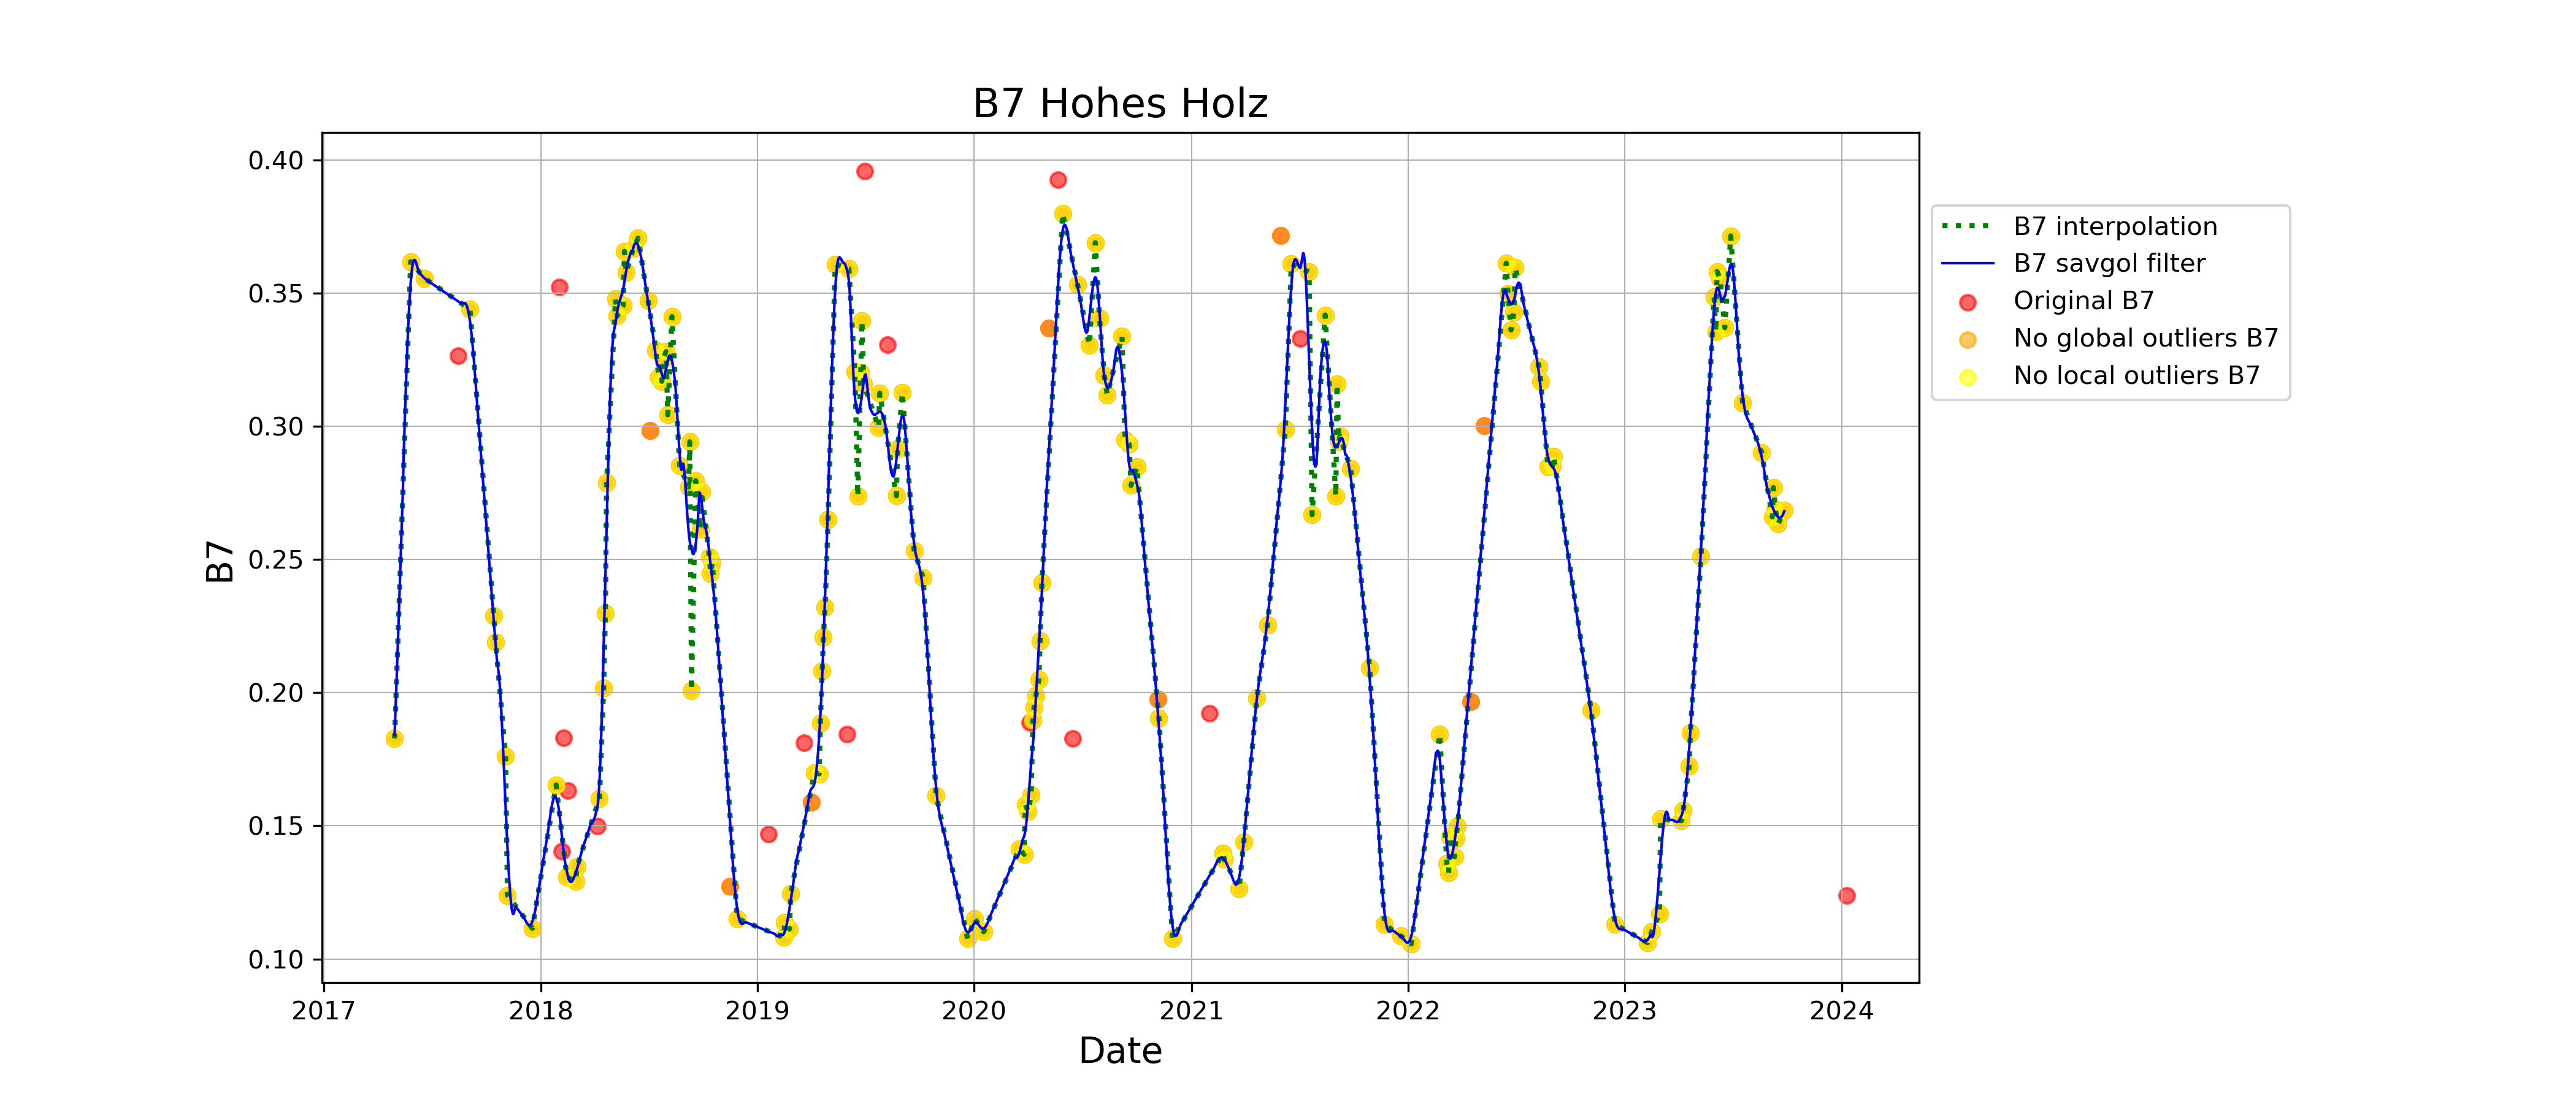 B7 Hohes Holz
0.40
0.35
0.30
0.25
0.20
0.15
0.10
B7
2017 2018 2019 2020 2021 2022 2023 2024
Date
B7 interpolation
B7 savgol filter
Original B7
No global outliers B7
No local outliers B7